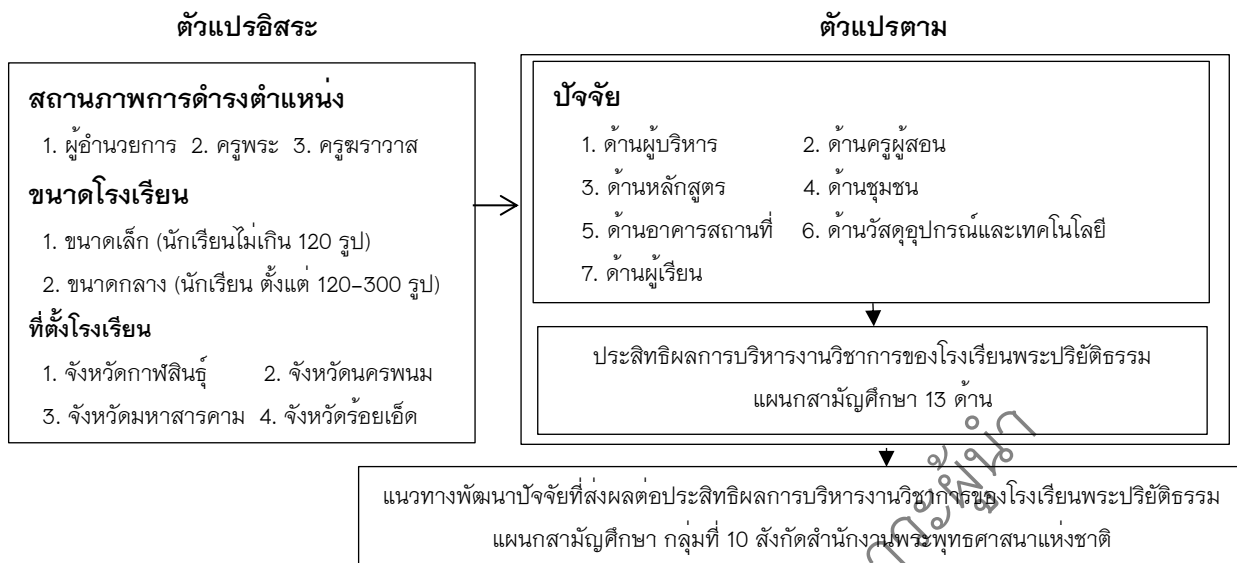 ตัวแปรอิสระ
สถานภาพการดำรงตำแหน่ง
1. ผู้อำนวยการ 2. ครูพระ 3. ครูฆราวาส
ขนาดโรงเรียน
1. ขนาดเล็ก (นักเรียนไม่เกิน 120 รูป)
2. ขนาดกลาง (นักเรียน ตั้งแต่ 120-300 รูป)
ที่ตั้งโรงเรียน
1. จังหวัดกาฬสินธุ์ 2. จังหวัดนครพนม
3. จังหวัดมหาสารคาม 4. จังหวัดร้อยเอ็ด
ตัวแปรตาม
ปัจจัย
1. ด้านผู้บริหาร 2. ด้านครูผู้สอน
3. ด้านหลักสูตร 4. ด้านชุมชน
5. ด้านอาคารสถานที่ 6. ด้านวัสดุอุปกรณ์และเทคโนโลยี
7. ด้านผู้เรียน
ประสิทธิผลการบริหารงานวิชาการของโรงเรียนพระปริยัติธรรม
แผนกสามัญศึกษา 13 ด้าน
แนวทางพัฒนาปัจจัยที่ส่งผลต่อประสิทธิผลการบริหารงานวิชาการของโรงเรียนพระปริยัติธรรม
แผนกสามัญศึกษา กลุ่มที่ 10 สังกัดสำนักงานพระพุทธศาสนาแห่งชาติ